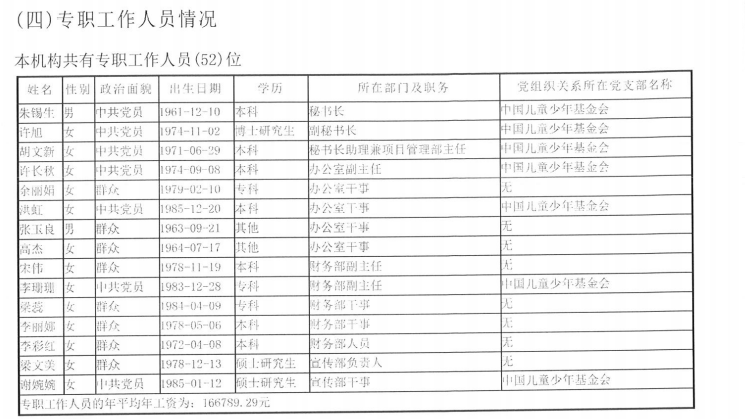 (四)专职工作人员情况
本机构共有专职工作人员(52)位
姓名 性别 政治面貌 出生日期 学历 所在部门及职务 党组织关系所在党支部名称
朱锡生 男 中共党员 1961-12-10 本科 秘书长 中国儿童少年基金会
许旭 女 中共党员 1974-11-02 博士研究生 副秘书长 中国儿童少年基金会
胡文新 女 中共党员 1971-06-29 本科 秘书长助理兼项目管理部主任 中国儿童少年基金会
许长秋 女 中共党员 1974-09-08 本科 办公室副主任 中国儿童少年基金会
余丽娟 女 群众 1979-02-10 专科 办公室干事 无
洪虹 女 中共党员 1985-12-20 本科 办公室干事 中国儿童少年基金会
张玉良 男 群众 1963-09-21 其他 办公室干事 无
高杰 女 群众 1964-07-17 其他 办公室干事 无
宋伟 女 群众 1978-11-19 本科 财务部副主任 无
李珊珊 女 中共党员 1983-12-28 专科 财务部副主任 中国儿童少年基金会
梁蕊 女 群众 1984-04-09 专科 财务部干事 无
李丽娜 女 群众 1978-05-06 本科 财务部干事 无
李彩红 女 群众 1972-04-08 本科 财务部人员 无
梁文美 女 群众 1978-12-13 硕士研究生 宣传部负责人 无
谢婉婉 女 中共党员 1985-01-12 硕士研究生 宣传部干事 中国儿童少年基金会
专职工作人员的年平均年工资为：166789.29元